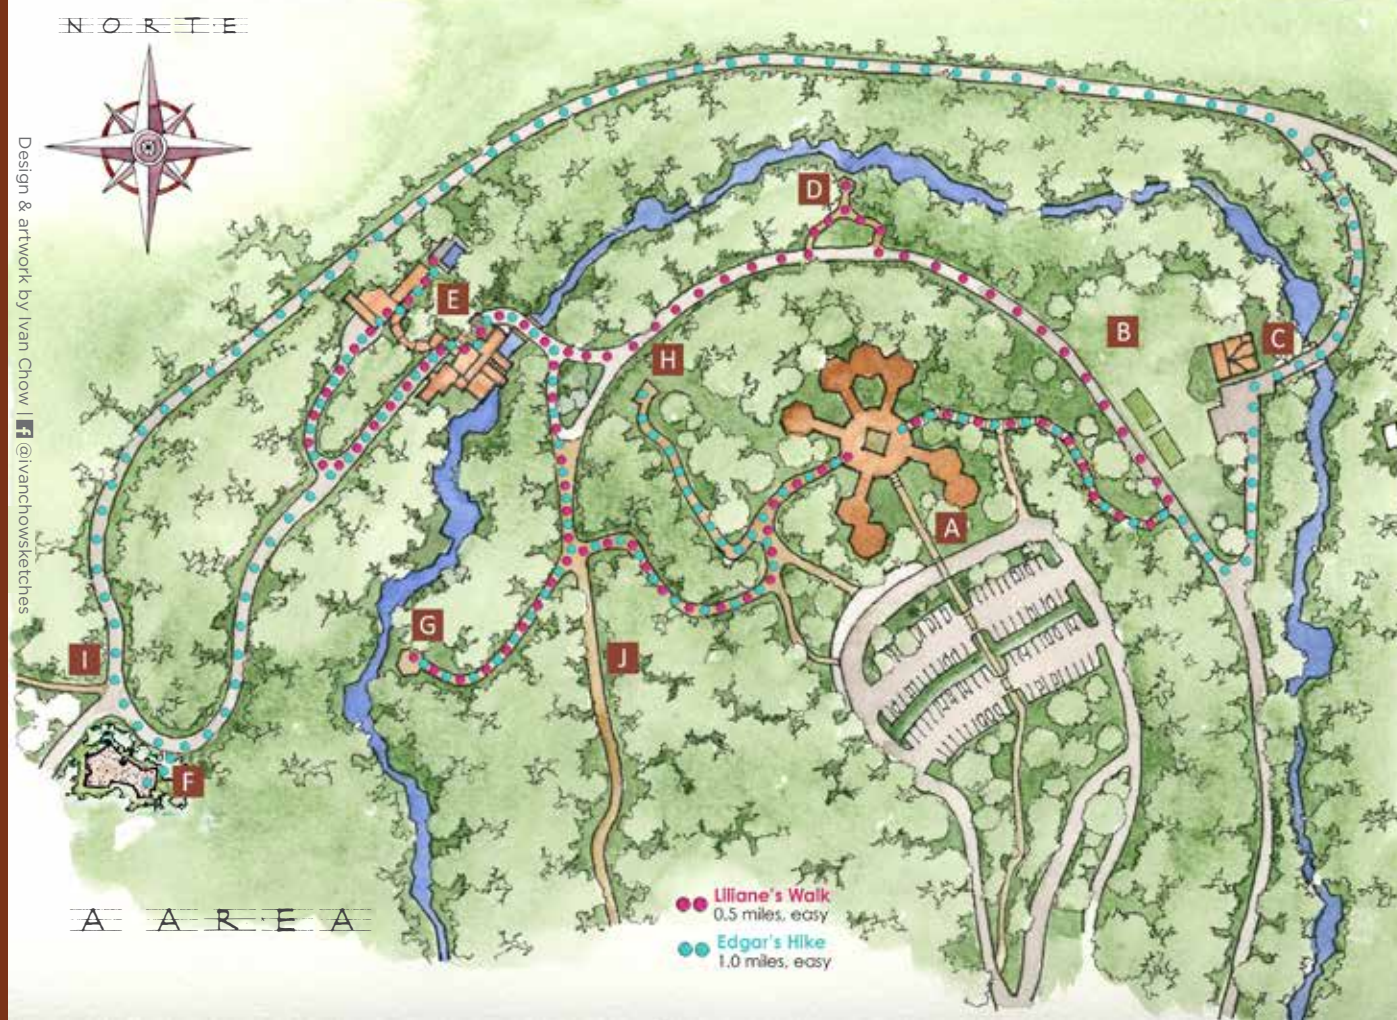 NORTE
Design & artwork by Ivan Chow | f @ivanchowsketches
D
E
B
C
H
A
G
I
J
F
Liliane's Walk
0.5 miles, easy
Edgar's Hike
1.0 miles, easy
A AREA